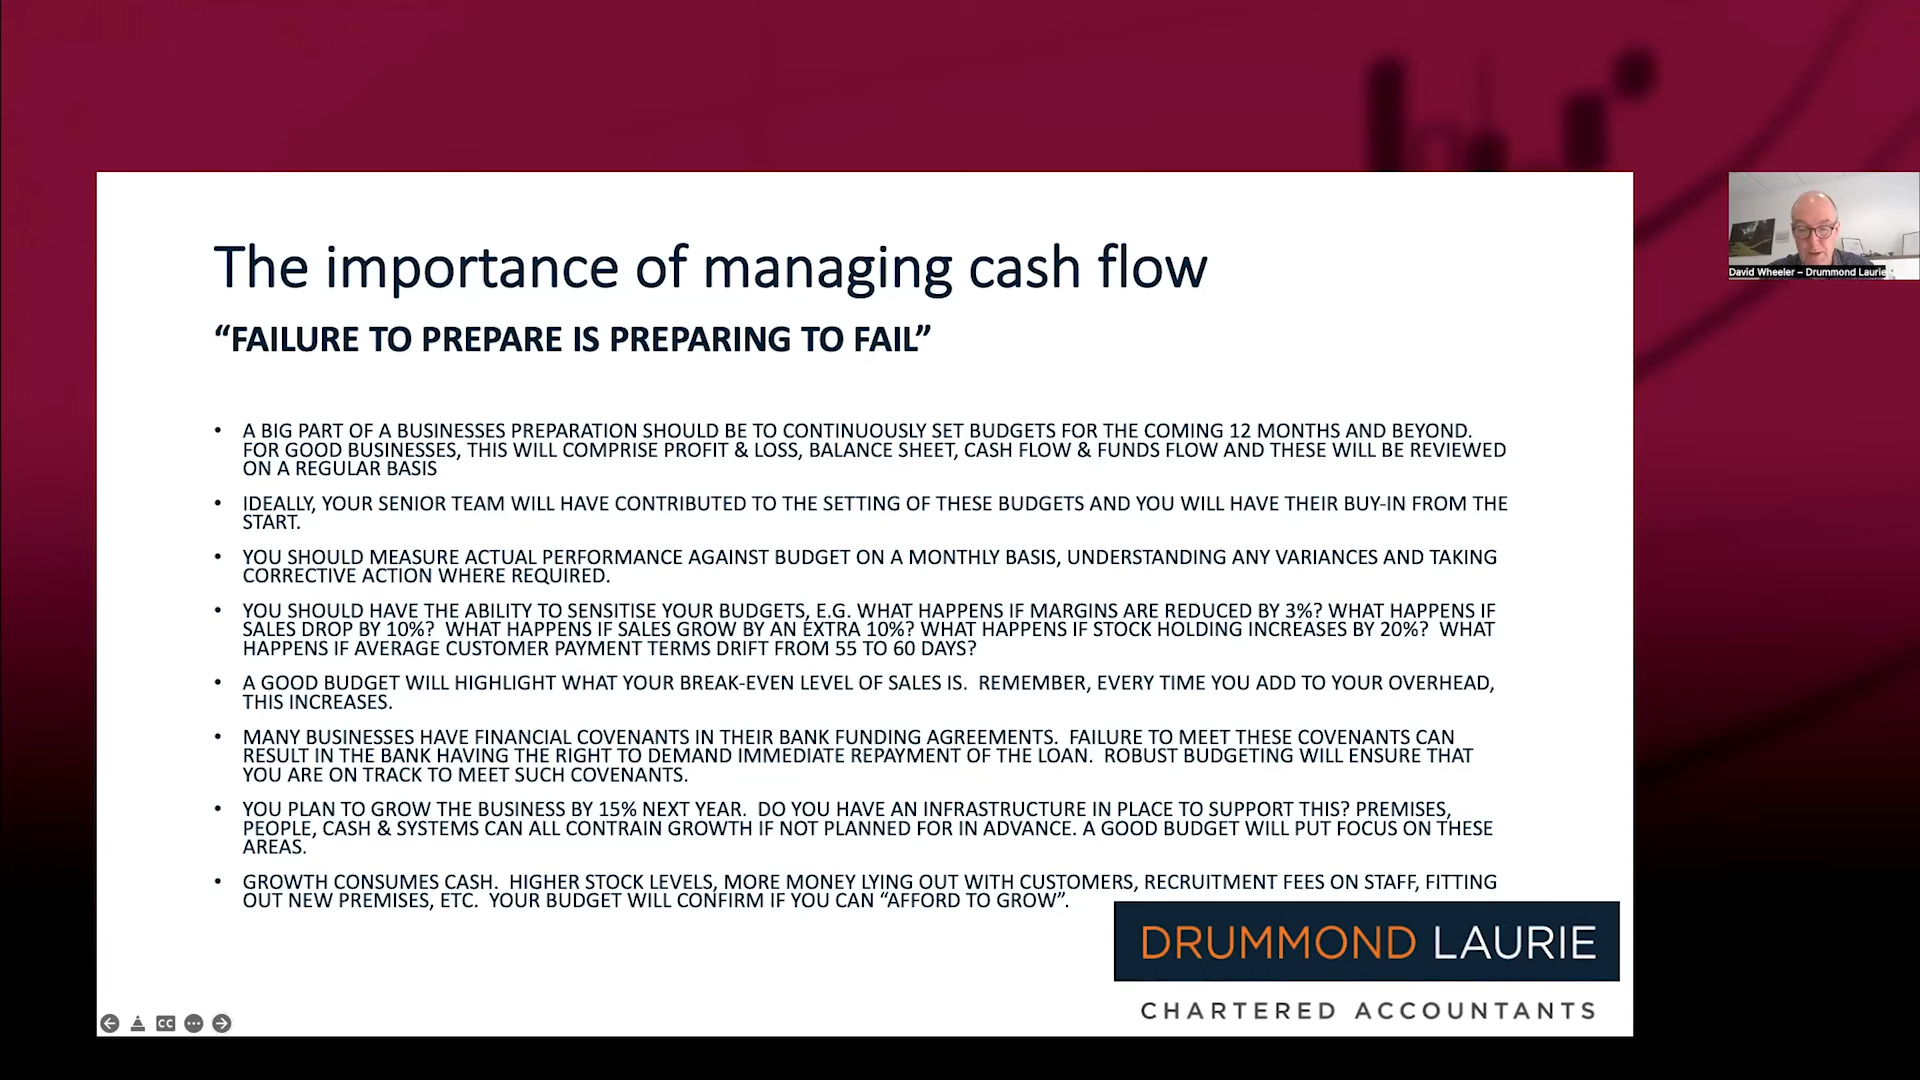 The importance of managing cash flow
“FAILURE TO PREPARE IS PREPARING TO FAIL”
• A BIG PART OF A BUSINESSES PREPARATION SHOULD BE TO CONTINUOUSLY SET BUDGETS FOR THE COMING 12 MONTHS AND BEYOND.
FOR GOOD BUSINESSES, THIS WILL COMPRISE PROFIT & LOSS, BALANCE SHEET, CASH FLOW & FUNDS FLOW AND THESE WILL BE REVIEWED
ON A REGULAR BASIS
• IDEALLY, YOUR SENIOR TEAM WILL HAVE CONTRIBUTED TO THE SETTING OF THESE BUDGETS AND YOU WILL HAVE THEIR BUY-IN FROM THE
START.
• YOU SHOULD MEASURE ACTUAL PERFORMANCE AGAINST BUDGET ON A MONTHLY BASIS, UNDERSTANDING ANY VARIANCES AND TAKING
CORRECTIVE ACTION WHERE REQUIRED.
• YOU SHOULD HAVE THE ABILITY TO SENSITISE YOUR BUDGETS, E.G. WHAT HAPPENS IF MARGINS ARE REDUCED BY 3%? WHAT HAPPENS IF
SALES DROP BY 10%? WHAT HAPPENS IF SALES GROW BY AN EXTRA 10%? WHAT HAPPENS IF STOCK HOLDING INCREASES BY 20%? WHAT
HAPPENS IF AVERAGE CUSTOMER PAYMENT TERMS DRIFT FROM 55 TO 60 DAYS?
• A GOOD BUDGET WILL HIGHLIGHT WHAT YOUR BREAK-EVEN LEVEL OF SALES IS. REMEMBER, EVERY TIME YOU ADD TO YOUR OVERHEAD,
THIS INCREASES.
• MANY BUSINESSES HAVE FINANCIAL COVENANTS IN THEIR BANK FUNDING AGREEMENTS. FAILURE TO MEET THESE COVENANTS CAN
RESULT IN THE BANK HAVING THE RIGHT TO DEMAND IMMEDIATE REPAYMENT OF THE LOAN. ROBUST BUDGETING WILL ENSURE THAT
YOU ARE ON TRACK TO MEET SUCH COVENANTS.
• YOU PLAN TO GROW THE BUSINESS BY 15% NEXT YEAR. DO YOU HAVE AN INFRASTRUCTURE IN PLACE TO SUPPORT THIS? PREMISES,
PEOPLE, CASH & SYSTEMS CAN ALL CONTRAIN GROWTH IF NOT PLANNED FOR IN ADVANCE. A GOOD BUDGET WILL PUT FOCUS ON THESE
AREAS.
• GROWTH CONSUMES CASH. HIGHER STOCK LEVELS, MORE MONEY LYING OUT WITH CUSTOMERS, RECRUITMENT FEES ON STAFF, FITTING
OUT NEW PREMISES, ETC. YOUR BUDGET WILL CONFIRM IF YOU CAN “AFFORD TO GROW”.
DRUMMOND LAURIE
CHARTERED ACCOUNTANTS
CC
David Wheeler – Drummond Laurie